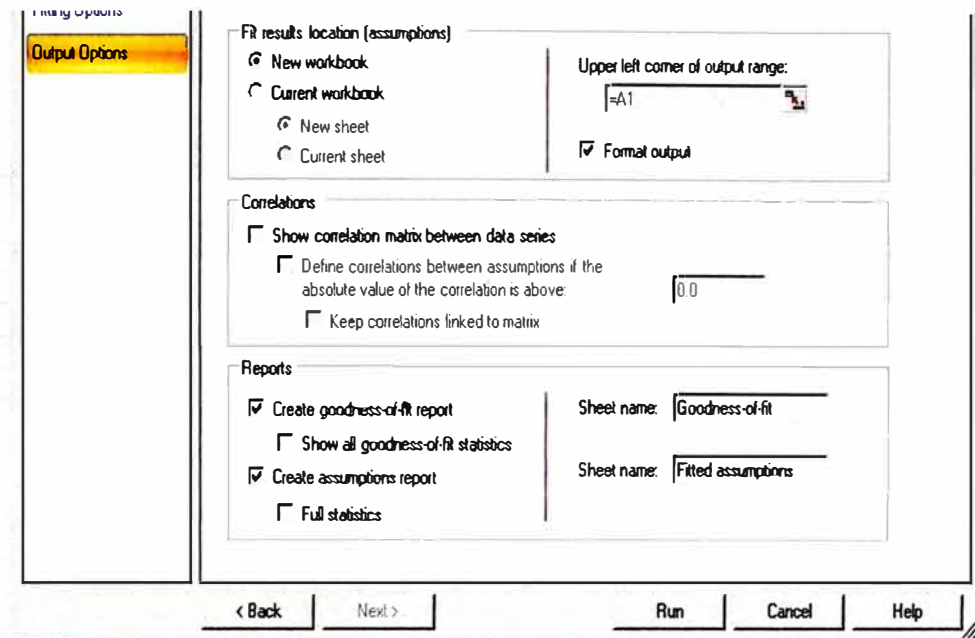 Fitting Options
Output Options
Fit results location (assumptions)
New workbook
Current workbook
New sheet
Current sheet
Upper left corner of output range:
=A1
Format output
Correlations
Show correlation matrix between data series
Define correlations between assumptions if the
absolute value of the correlation is above:
0.0
Keep correlations linked to matrix
Reports
Create goodness-of-fit report
Sheet name: Goodness-of-fit
Show all goodness-of-fit statistics
Create assumptions report
Sheet name: Fitted assumptions
Full statistics
< Back
Next >
Run
Cancel
Help